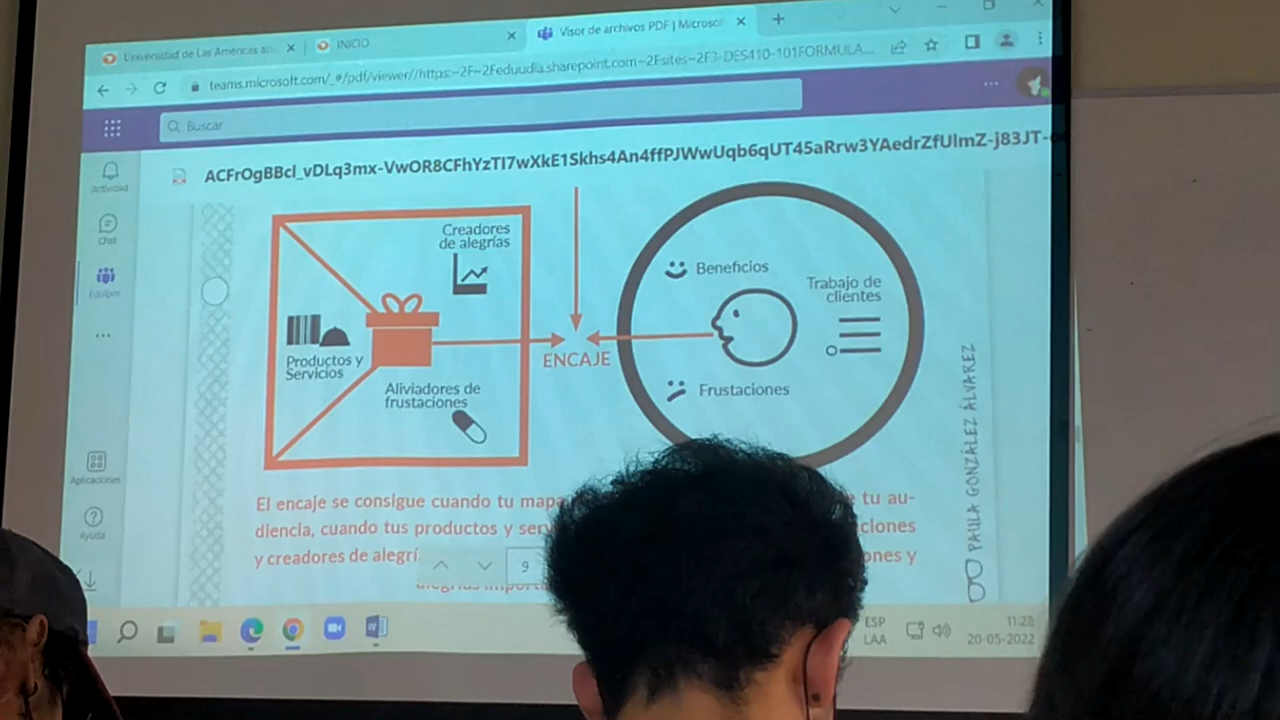 Universidad de Las Américas
INICIO
Visor de archivos PDF | Microsof
teams.microsoft.com/_#/pdf/viewer//https:~2F~2Feduudla.sharepoint.com~2Fsites~2F3-DES410-101FORMULA...
Buscar
ACFrOgBBcl_vDLq3mx-VwOR8CFhYzTI7wXkE1Skhs4An4ffPJWwUqb6qUT45aRrw3YAedrZfUlmZ-j83JT-
Actividad
Chat
Equipos
Aplicaciones
Ayuda
Creadores
de alegrías
Productos y
Servicios
Aliviadores de
frustaciones
ENCAJE
Beneficios
Trabajo de
clientes
Frustaciones
PAULA GONZÁLEZ ÁLVAREZ
El encaje se consigue cuando tu mapa tu au-
diencia, cuando tus productos y serv ciones
y creadores de alegrí ones y
9
ESP
LAA
11:28
20-05-2022